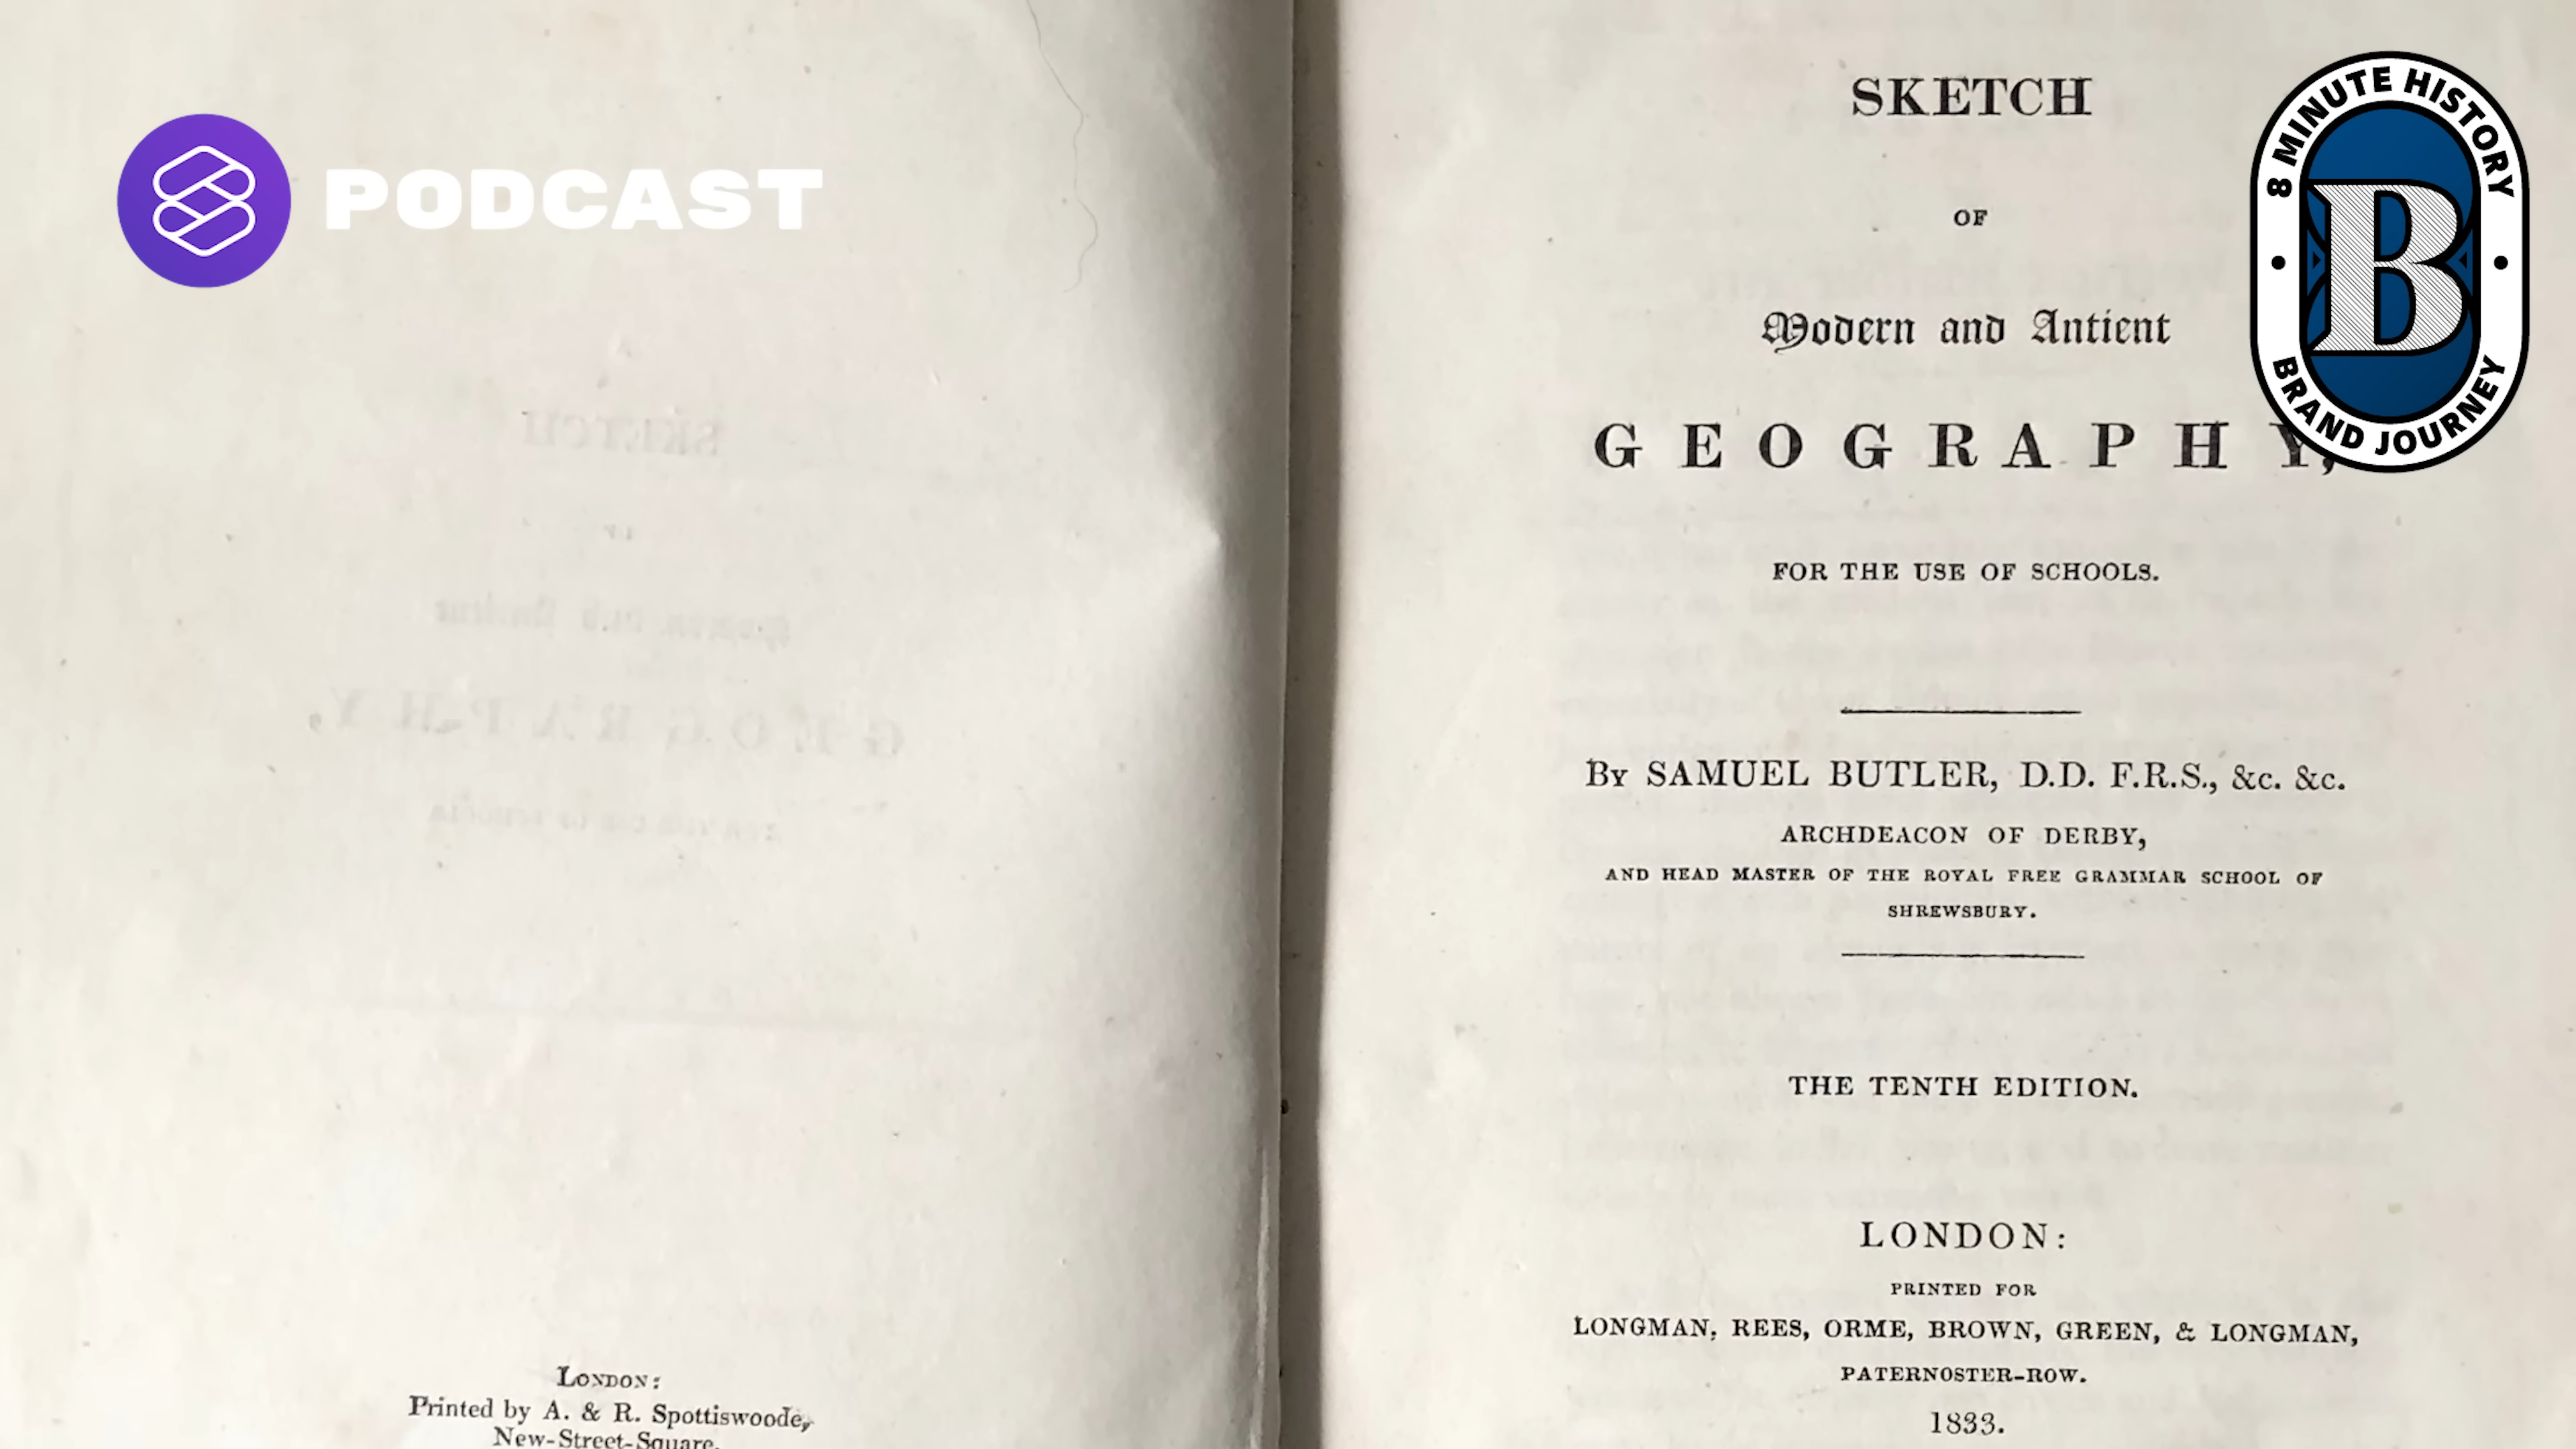 PODCAST
London:
Printed by A. & R. Spottiswoode,
New-Street-Square.
SKETCH
OF
Modern and Antient
GEOGRAPHY,
FOR THE USE OF SCHOOLS.
By SAMUEL BUTLER, D.D. F.R.S., &c. &c.
ARCHDEACON OF DERBY,
AND HEAD MASTER OF THE ROYAL FREE GRAMMAR SCHOOL OF
SHREWSBURY.
THE TENTH EDITION.
LONDON:
PRINTED FOR
LONGMAN, REES, ORME, BROWN, GREEN, & LONGMAN,
PATERNOSTER-ROW.
1833.
8 MINUTE HISTORY
B
BRAND JOURNEY